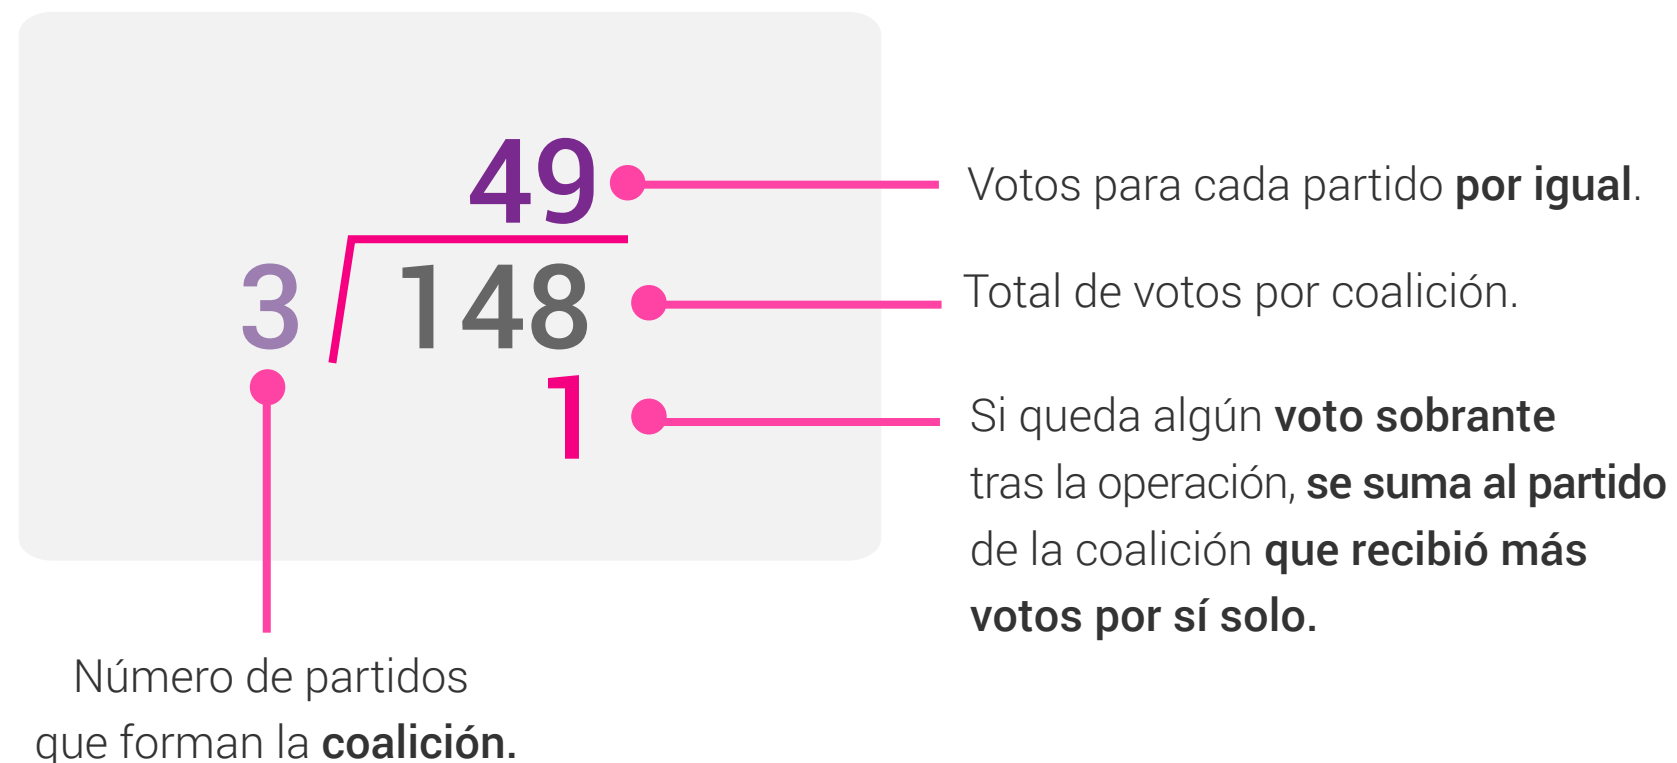 49
Votos para cada partido por igual.
3 148
Total de votos por coalición.
1
Si queda algún voto sobrante
tras la operación, se suma al partido
de la coalición que recibió más
votos por sí solo.
Número de partidos
que forman la coalición.